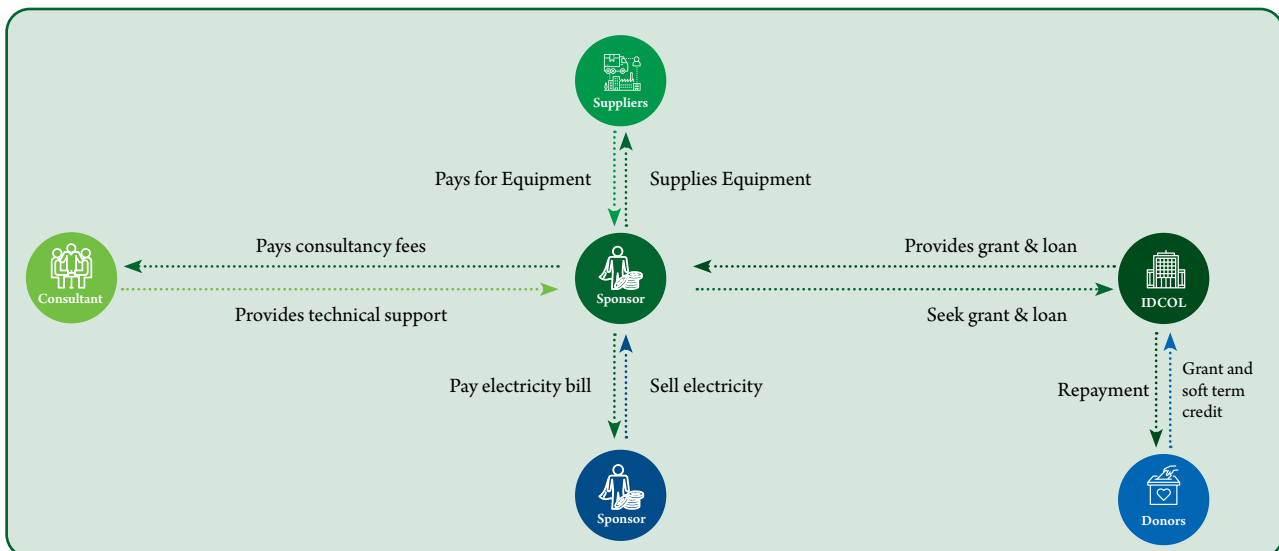 Suppliers
Pays for Equipment
Supplies Equipment
Pays consultancy fees
Provides grant & loan
Consultant
Sponsor
IDCOL
Provides technical support
Seek grant & loan
Pay electricity bill
Sell electricity
Repayment
Grant and
soft term
credit
Sponsor
Donors